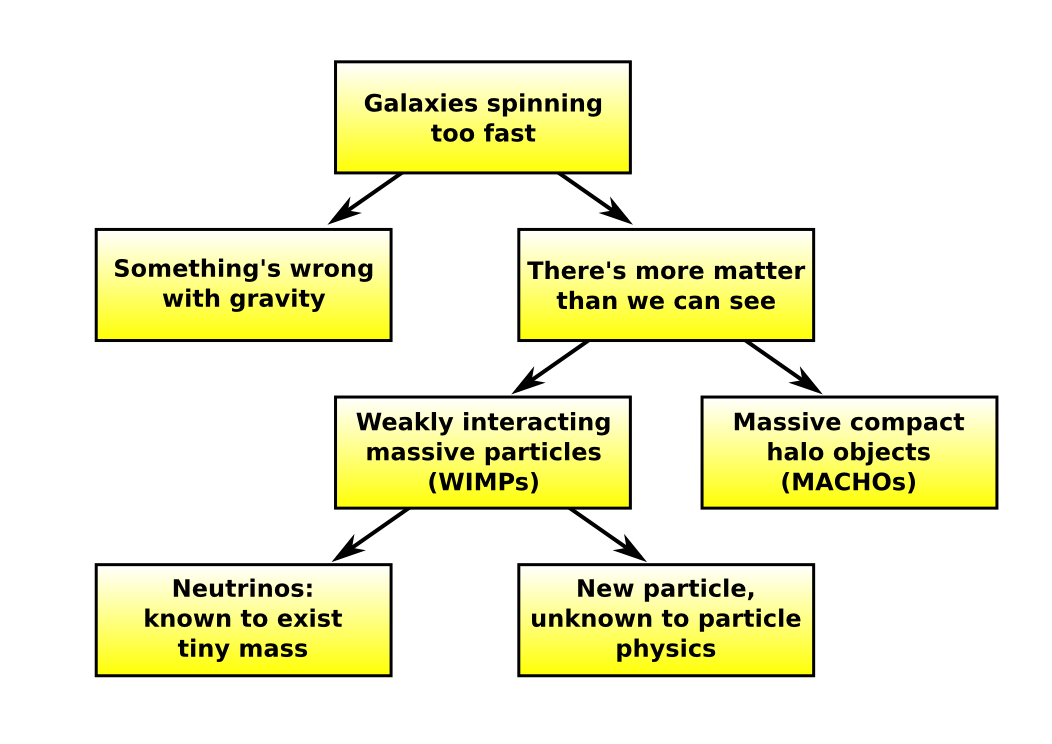 Galaxies spinning
too fast
Something's wrong
with gravity
There's more matter
than we can see
Weakly interacting
massive particles
(WIMPs)
Massive compact
halo objects
(MACHOs)
Neutrinos:
known to exist
tiny mass
New particle,
unknown to particle
physics